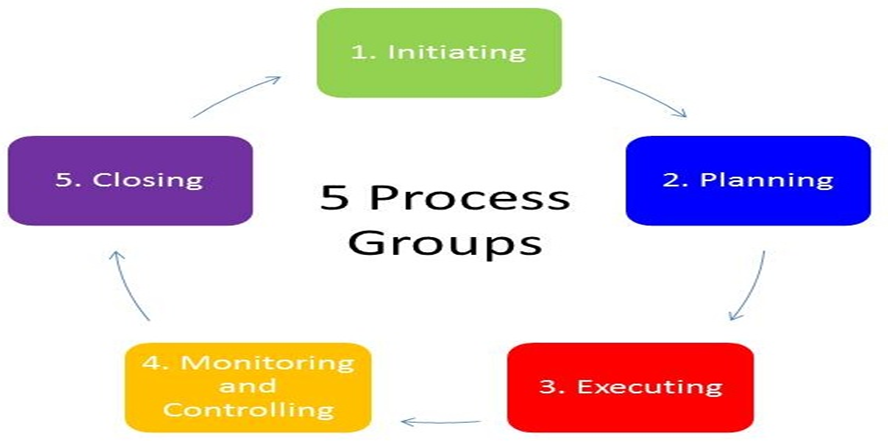 1. Initiating
2. Planning
3. Executing
4. Monitoring
and
Controlling
5. Closing
5 Process
Groups